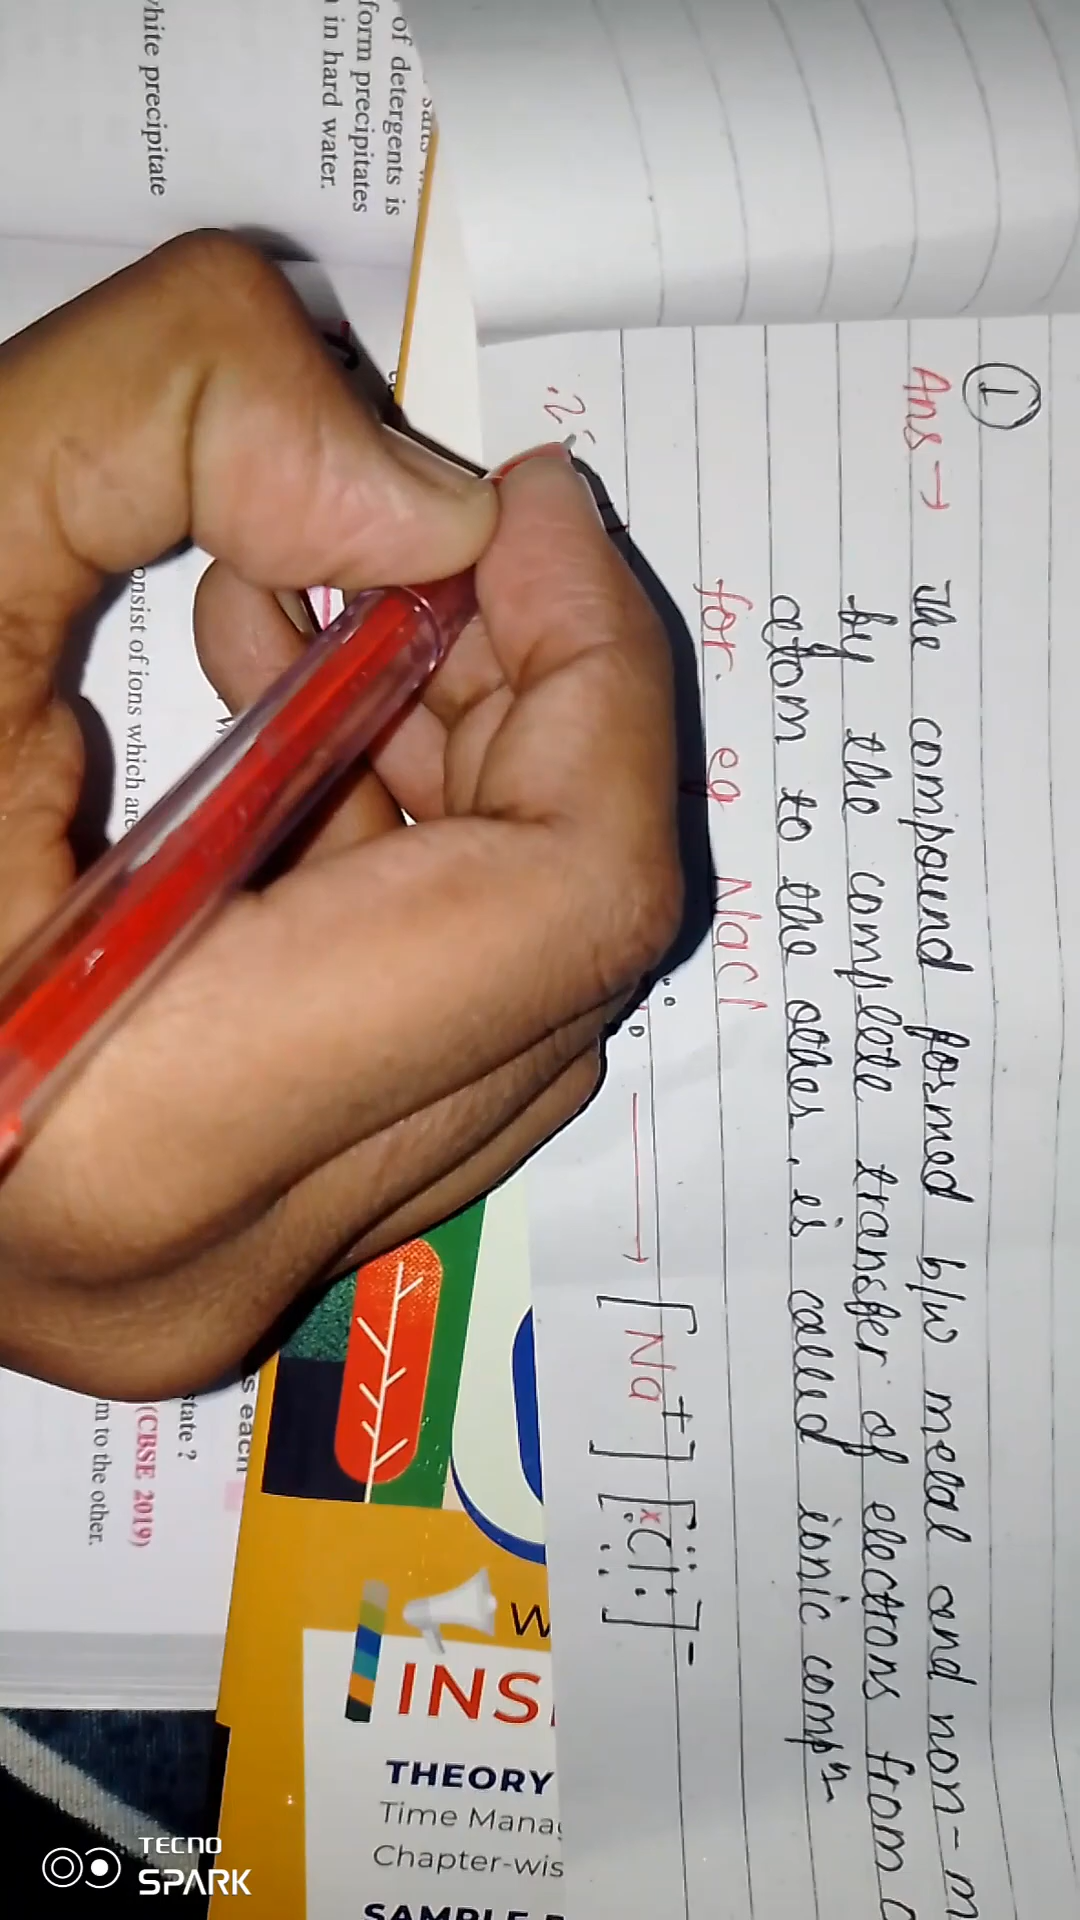 ①
Ans → The compound formed b/w metal and non-m
by the complete transfer of electrons from
atom to the other, is called ionic compn
for. eg NaCl
→ [Na+] [×Cl:]-
of detergents is
form precipitates
in hard water.
white precipitate
onsist of ions which are
s each
tate ?
(CBSE 2019)
m to the other.
INS
THEORY
Time Mana
Chapter-wis
SAMPLE
TECNO
SPARK